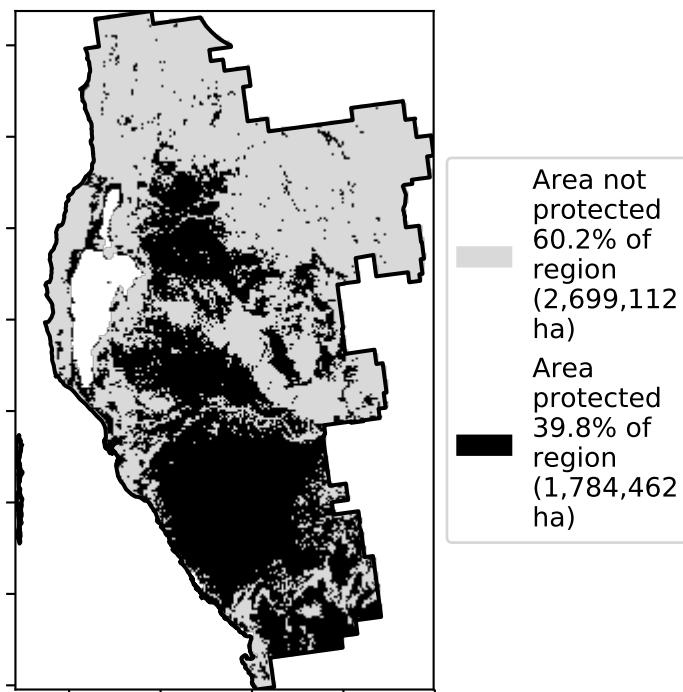 Area not
protected
60.2% of
region
(2,699,112
ha)
Area
protected
39.8% of
region
(1,784,462
ha)